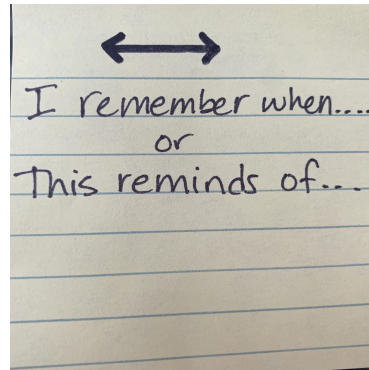 I remember when....
or
This reminds of...